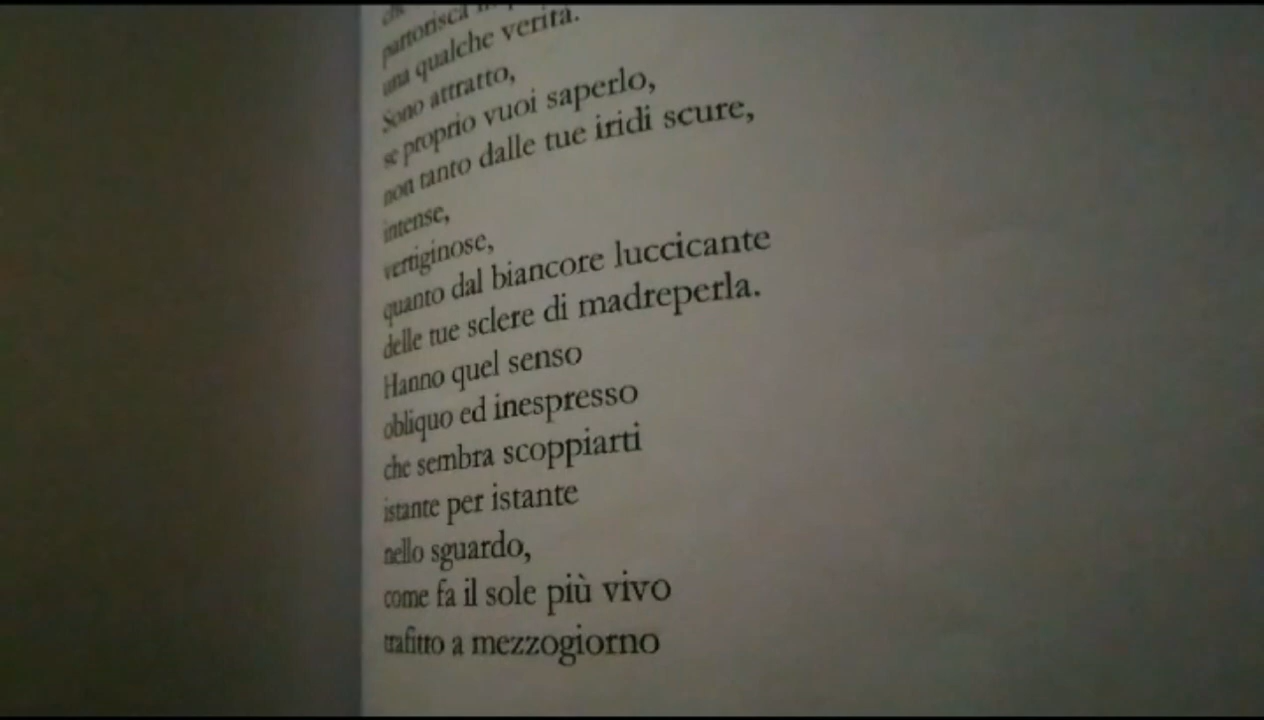 partorisca
una qualche verità.
Sono attratto,
se proprio vuoi saperlo,
non tanto dalle tue iridi scure,
intense,
vertiginose,
quanto dal biancore luccicante
delle tue sclere di madreperla.
Hanno quel senso
obliquo ed inespresso
che sembra scoppiarti
istante per istante
nello sguardo,
come fa il sole più vivo
trafitto a mezzogiorno